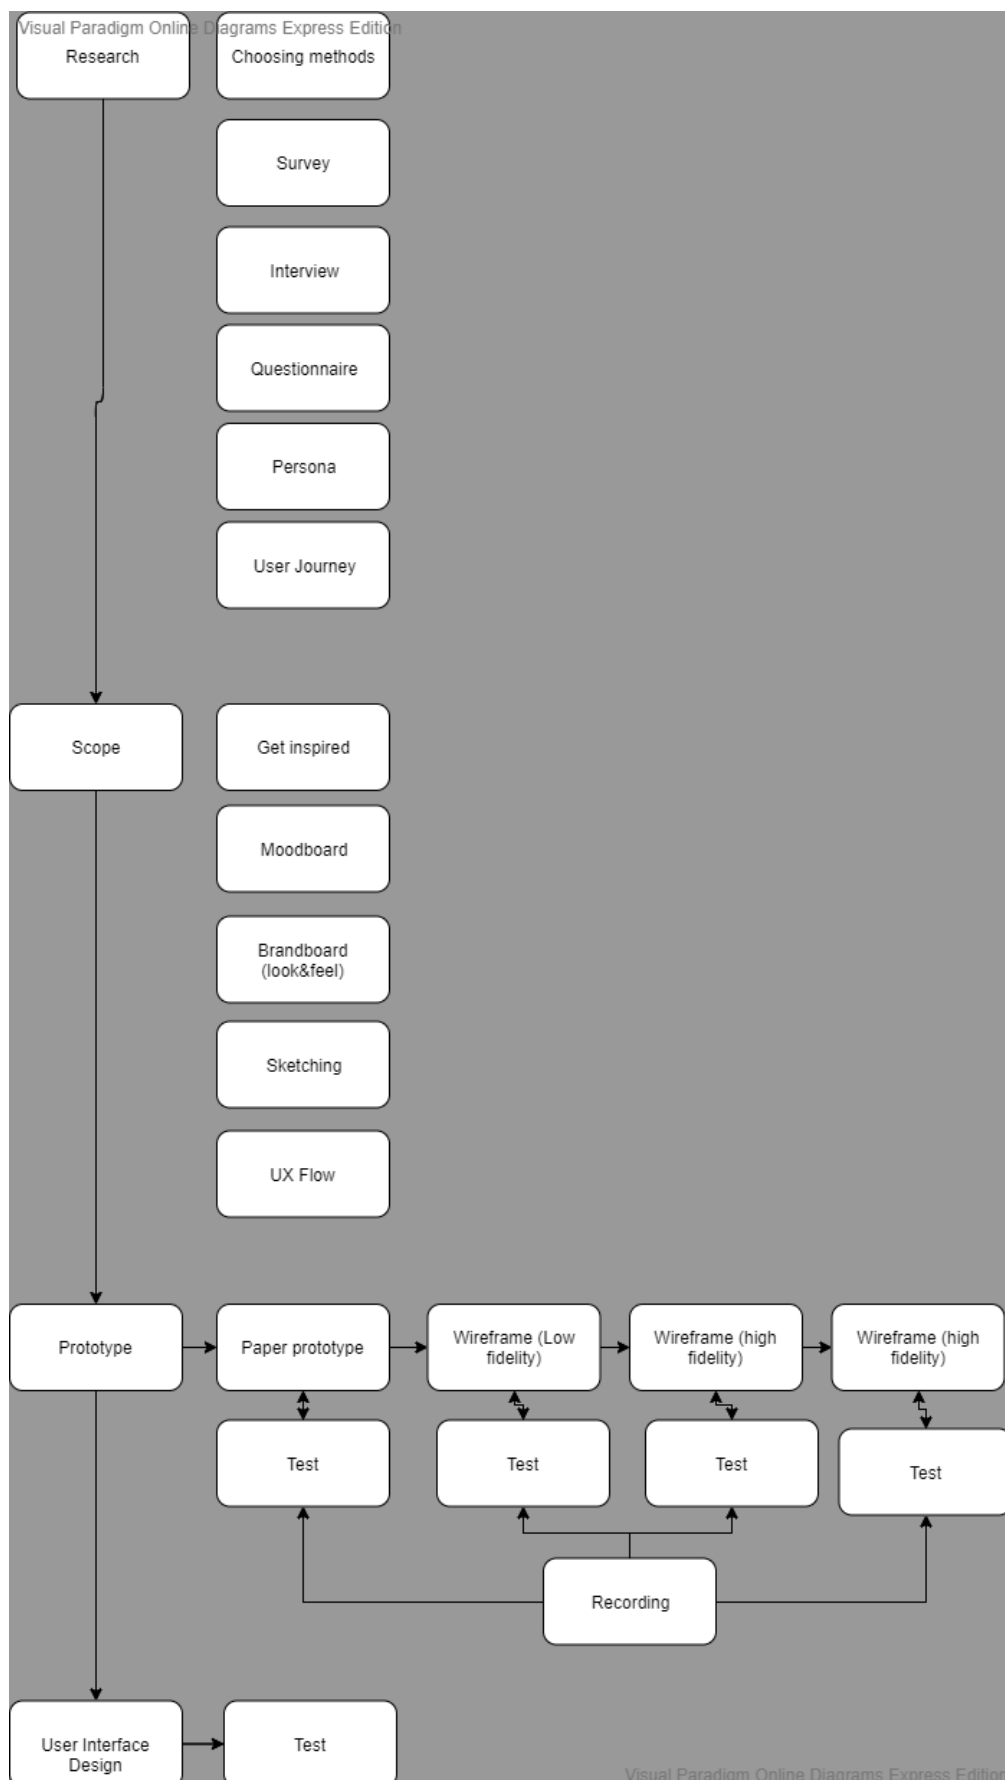 Visual Paradigm Online Diagrams Express Edition
Research
Choosing methods
Survey
Interview
Questionnaire
Persona
User Journey
Scope
Get inspired
Moodboard
Brandboard
(look&feel)
Sketching
UX Flow
Prototype
Paper prototype
Wireframe (Low
fidelity)
Wireframe (high
fidelity)
Wireframe (high
fidelity)
Test
Test
Test
Test
Recording
User Interface
Design
Test
Visual Paradigm Online Diagrams Express Edition